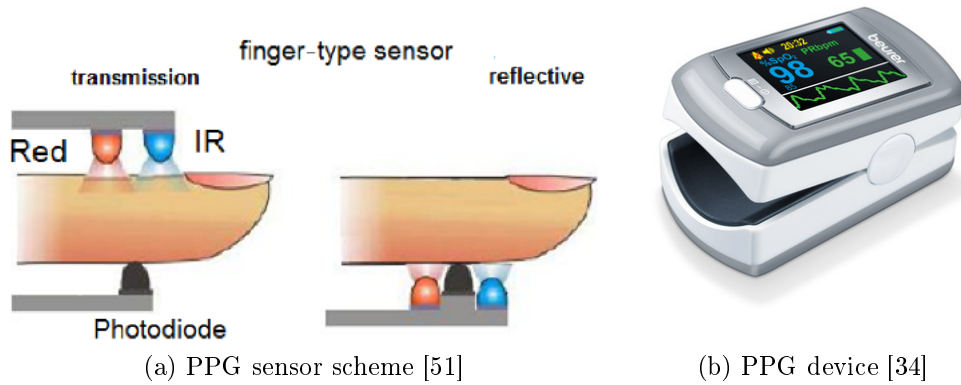 finger-type sensor
transmission
reflective
Red
IR
Photodiode
20:32
%SpO₂
PRbpm
98
65
beurer
(a) PPG sensor scheme [51]
(b) PPG device [34]